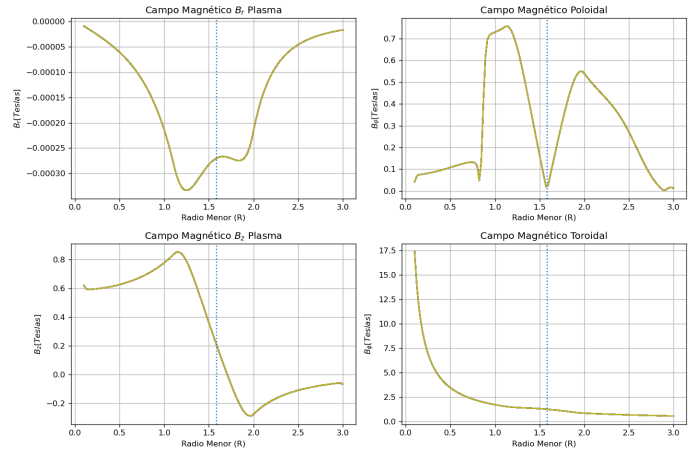 Campo Magnético B_r Plasma
0.00000
−0.00005
−0.00010
−0.00015
−0.00020
−0.00025
−0.00030
B_r[Teslas]
0.0 0.5 1.0 1.5 2.0 2.5 3.0
Radio Menor (R)
Campo Magnético Poloidal
0.7
0.6
0.5
0.4
0.3
0.2
0.1
0.0
B_θ[Teslas]
0.0 0.5 1.0 1.5 2.0 2.5 3.0
Radio Menor (R)
Campo Magnético B_z Plasma
0.8
0.6
0.4
0.2
0.0
−0.2
B_z[Teslas]
0.0 0.5 1.0 1.5 2.0 2.5 3.0
Radio Menor (R)
Campo Magnético Toroidal
17.5
15.0
12.5
10.0
7.5
5.0
2.5
0.0
B_ϕ[Teslas]
0.0 0.5 1.0 1.5 2.0 2.5 3.0
Radio Menor (R)